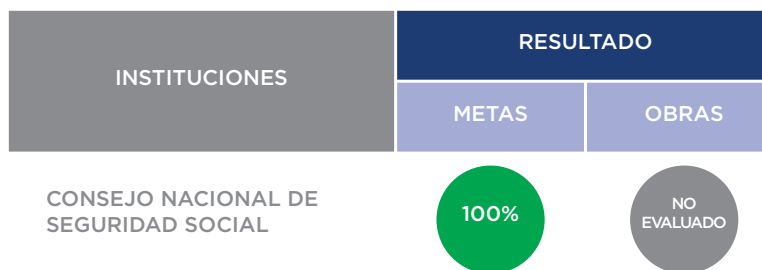 INSTITUCIONES
RESULTADO
METAS
OBRAS
CONSEJO NACIONAL DE
SEGURIDAD SOCIAL
100%
NO
EVALUADO